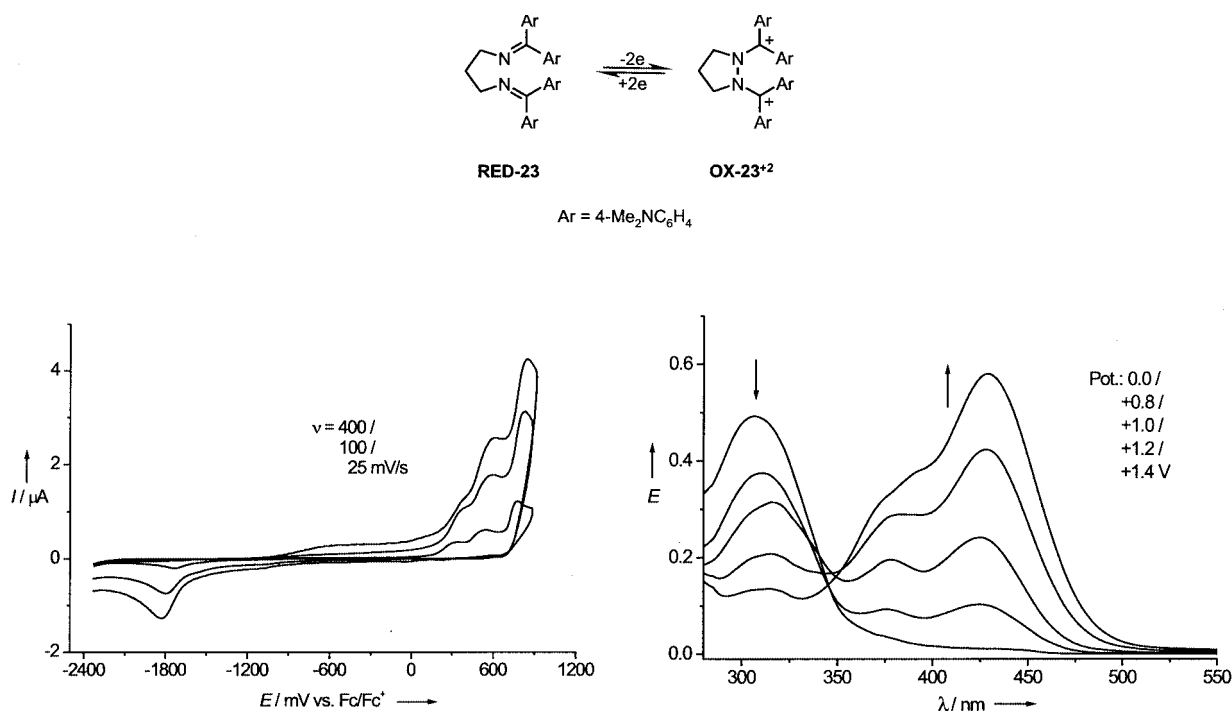 Ar Ar
N Ar -2e N Ar
N Ar +2e N Ar
Ar Ar
RED-23 OX-23⁺²
Ar = 4-Me₂NC₆H₄
4
2
0
-2
I / µA
ν = 400 /
100 /
25 mV/s
-2400 -1800 -1200 -600 0 600 1200
E / mV vs. Fc/Fc⁺
0.6
0.4
0.2
0.0
E
Pot.: 0.0 /
+0.8 /
+1.0 /
+1.2 /
+1.4 V
300 350 400 450 500 550
λ / nm